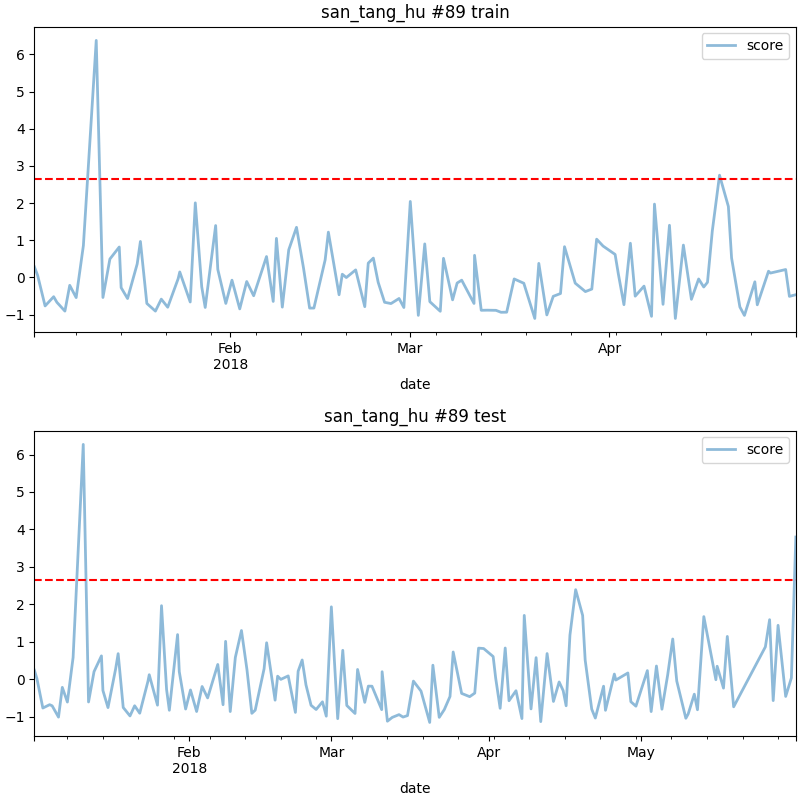 san_tang_hu #89 train
score
6
5
4
3
2
1
0
−1
Feb
2018
Mar
Apr
date
san_tang_hu #89 test
score
6
5
4
3
2
1
0
−1
Feb
2018
Mar
Apr
May
date